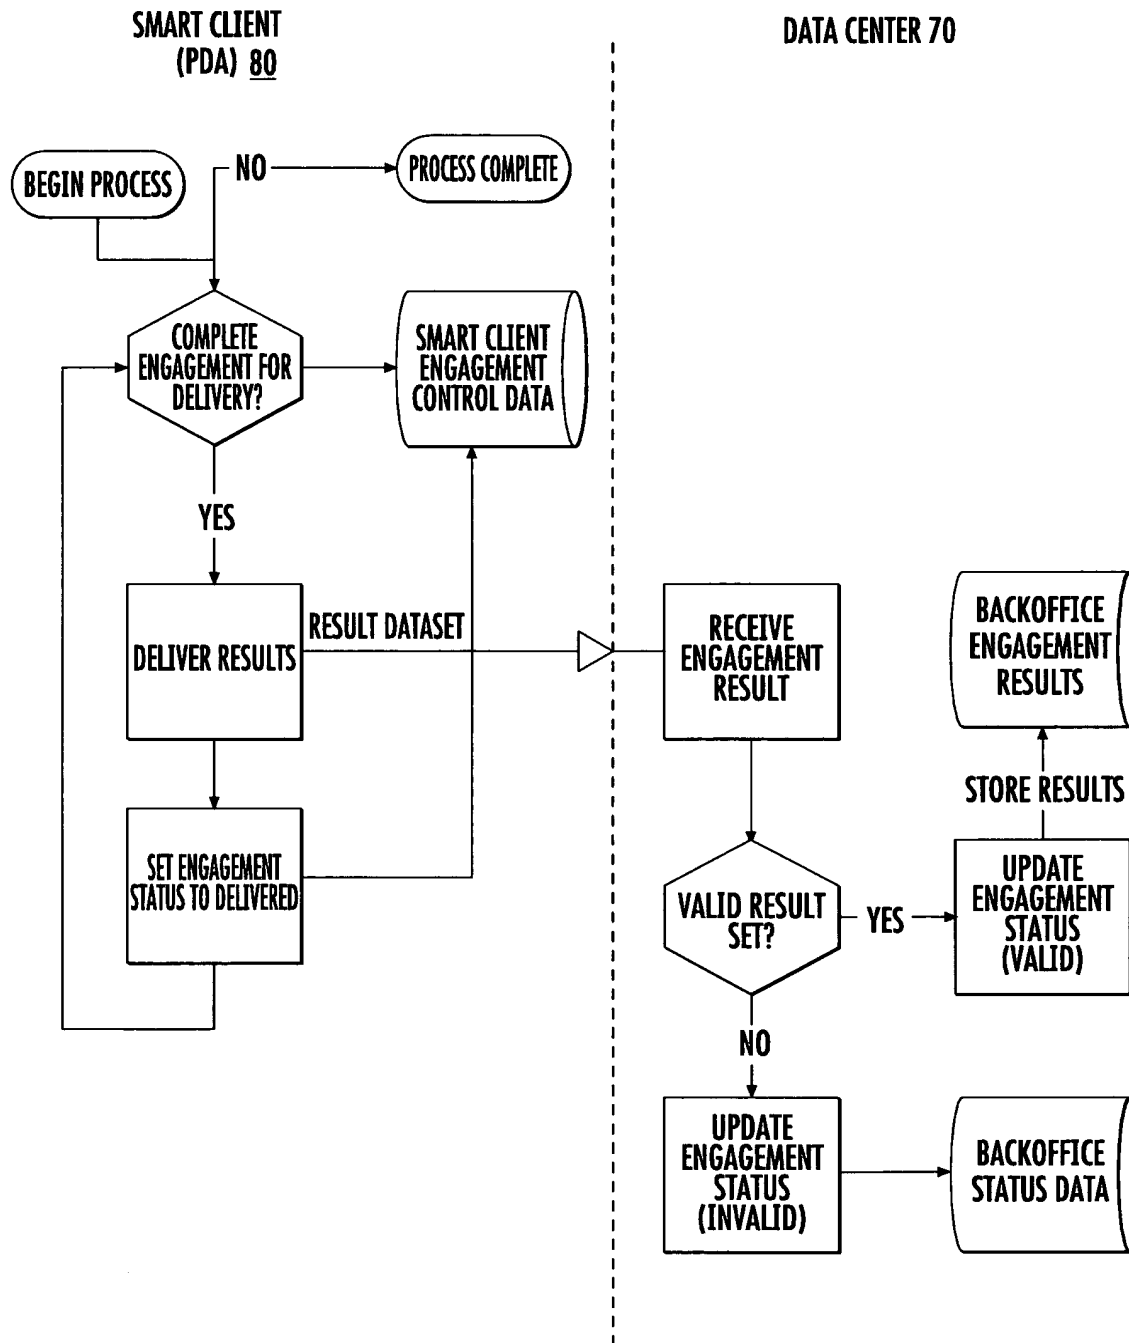 SMART CLIENT
(PDA) 80
DATA CENTER 70
BEGIN PROCESS
NO
PROCESS COMPLETE
COMPLETE
ENGAGEMENT FOR
DELIVERY?
SMART CLIENT
ENGAGEMENT
CONTROL DATA
YES
DELIVER RESULTS
RESULT DATASET
RECEIVE
ENGAGEMENT
RESULT
BACKOFFICE
ENGAGEMENT
RESULTS
STORE RESULTS
SET ENGAGEMENT
STATUS TO DELIVERED
VALID RESULT
SET?
YES
UPDATE
ENGAGEMENT
STATUS
(VALID)
NO
UPDATE
ENGAGEMENT
STATUS
(INVALID)
BACKOFFICE
STATUS DATA